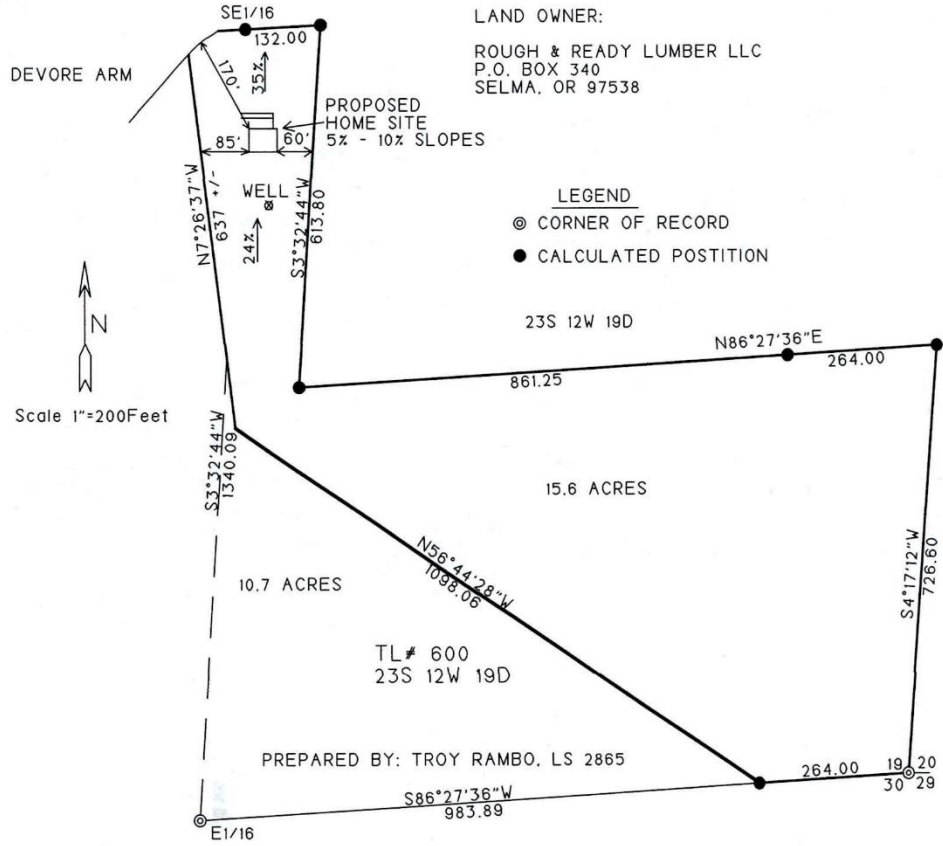 SE1/16
132.00
LAND OWNER:
ROUGH & READY LUMBER LLC
P.O. BOX 340
SELMA, OR 97538
DEVORE ARM
170'
35%
PROPOSED
HOME SITE
5% - 10% SLOPES
85'
60'
WELL
24%
N7°26'37"W
637 +/-
S3°32'44"W
613.80
LEGEND
CORNER OF RECORD
CALCULATED POSTITION
N
Scale 1"=200Feet
23S 12W 19D
N86°27'36"E
861.25
264.00
S3°32'44"W
1340.09
15.6 ACRES
N56°44'28"W
1098.06
S4°17'12"W
726.60
10.7 ACRES
TL# 600
23S 12W 19D
PREPARED BY: TROY RAMBO, LS 2865
S86°27'36"W
983.89
264.00
19 20
30 29
E1/16